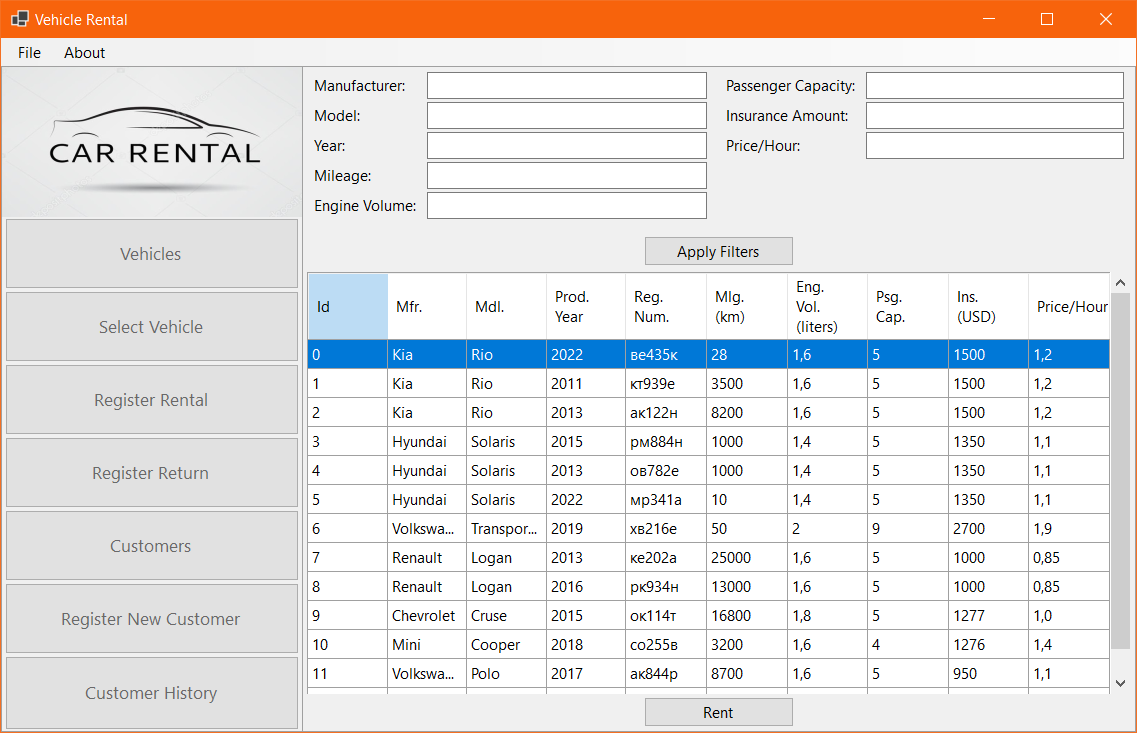 Vehicle Rental
File About
CAR RENTAL
Vehicles
Select Vehicle
Register Rental
Register Return
Customers
Register New Customer
Customer History
Manufacturer:
Model:
Year:
Mileage:
Engine Volume:
Passenger Capacity:
Insurance Amount:
Price/Hour:
Apply Filters
Id Mfr. Mdl. Prod. Year Reg. Num. Mlg. (km) Eng. Vol. (liters) Psg. Cap. Ins. (USD) Price/Hour
0 Kia Rio 2022 ве435к 28 1,6 5 1500 1,2
1 Kia Rio 2011 кт939е 3500 1,6 5 1500 1,2
2 Kia Rio 2013 ак122н 8200 1,6 5 1500 1,2
3 Hyundai Solaris 2015 рм884н 1000 1,4 5 1350 1,1
4 Hyundai Solaris 2013 ов782е 1000 1,4 5 1350 1,1
5 Hyundai Solaris 2022 мр341а 10 1,4 5 1350 1,1
6 Volkswa... Transpor... 2019 хв216е 50 2 9 2700 1,9
7 Renault Logan 2013 ке202а 25000 1,6 5 1000 0,85
8 Renault Logan 2016 рк934н 13000 1,6 5 1000 0,85
9 Chevrolet Cruse 2015 ок114т 16800 1,8 5 1277 1,0
10 Mini Cooper 2018 со255в 3200 1,6 4 1276 1,4
11 Volkswa... Polo 2017 ак844р 8700 1,6 5 950 1,1
Rent